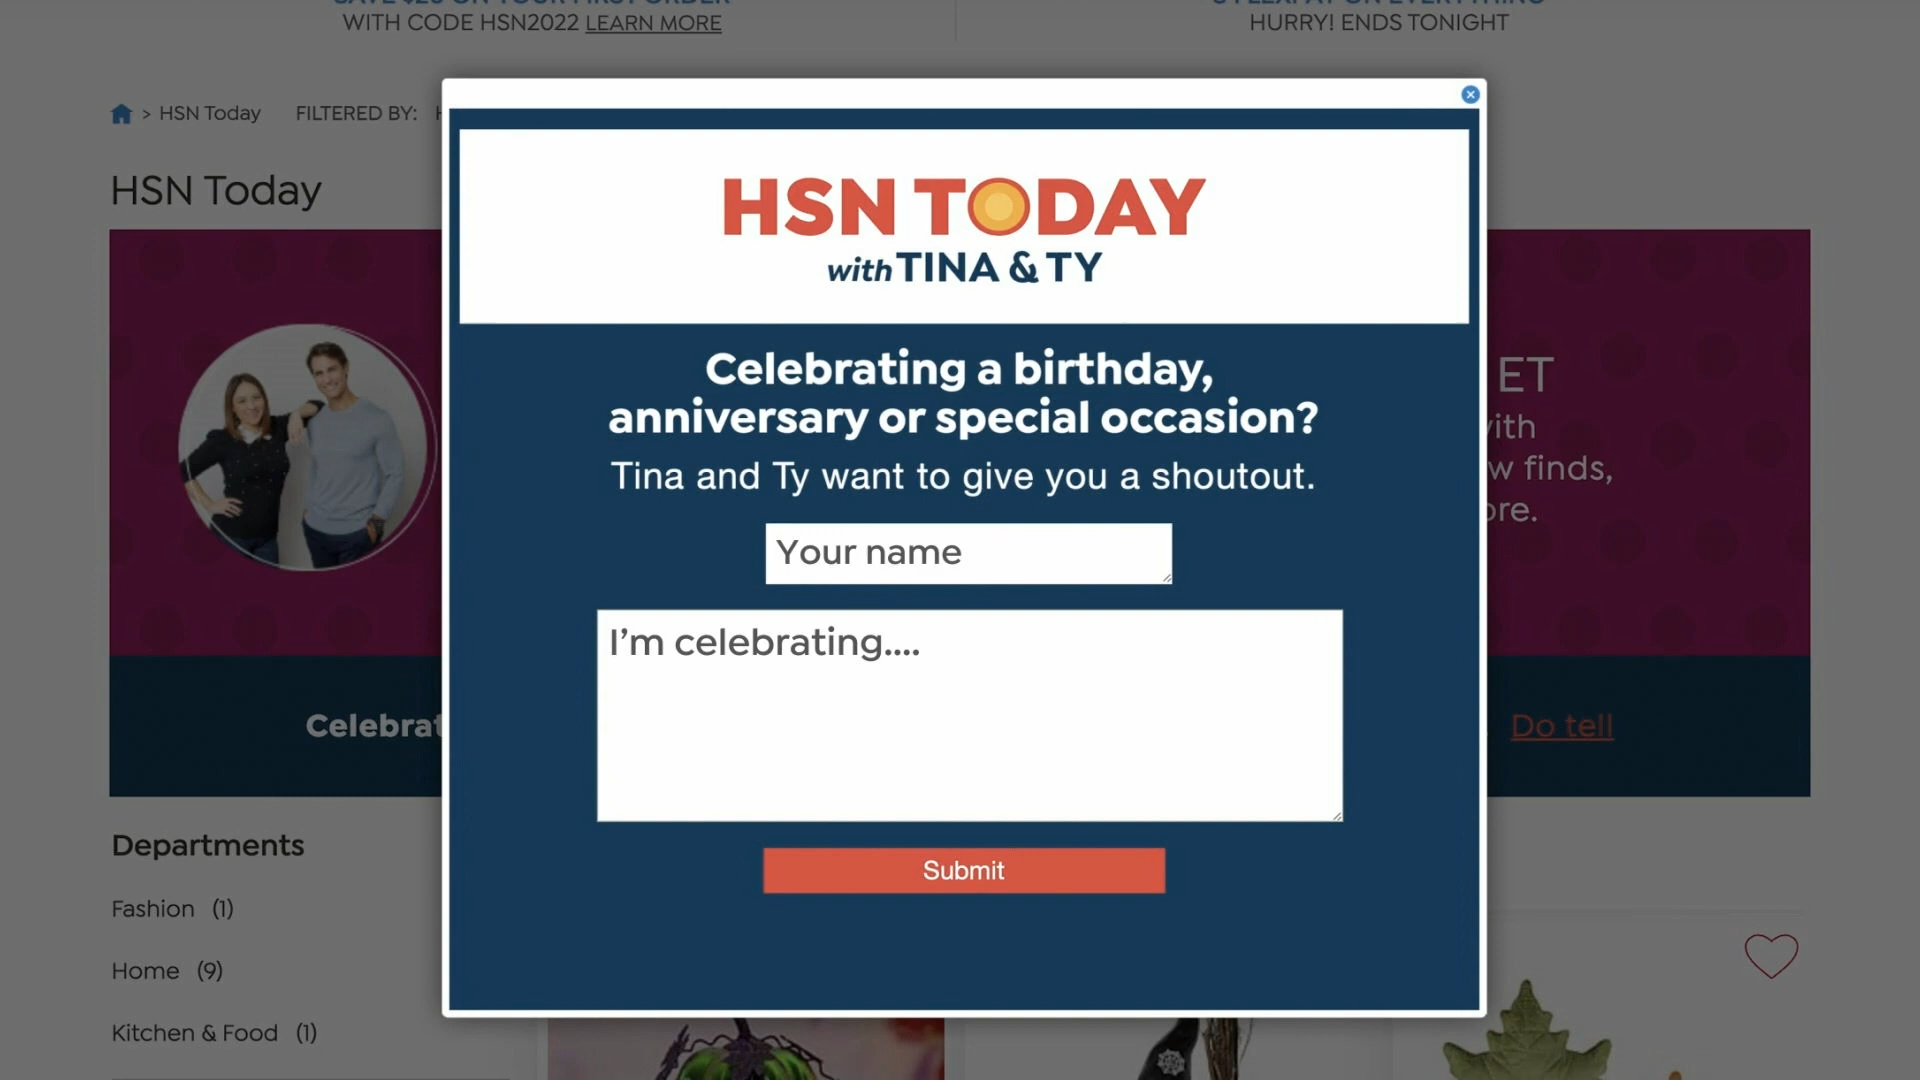 WITH CODE HSN2022 LEARN MORE
HURRY! ENDS TONIGHT
> HSN Today FILTERED BY:
HSN Today
HSN TODAY
with TINA & TY
Celebrating a birthday,
anniversary or special occasion?
Tina and Ty want to give you a shoutout.
Your name
I'm celebrating....
Submit
ET
w finds,
Celebrat
Do tell
Departments
Fashion (1)
Home (9)
Kitchen & Food (1)